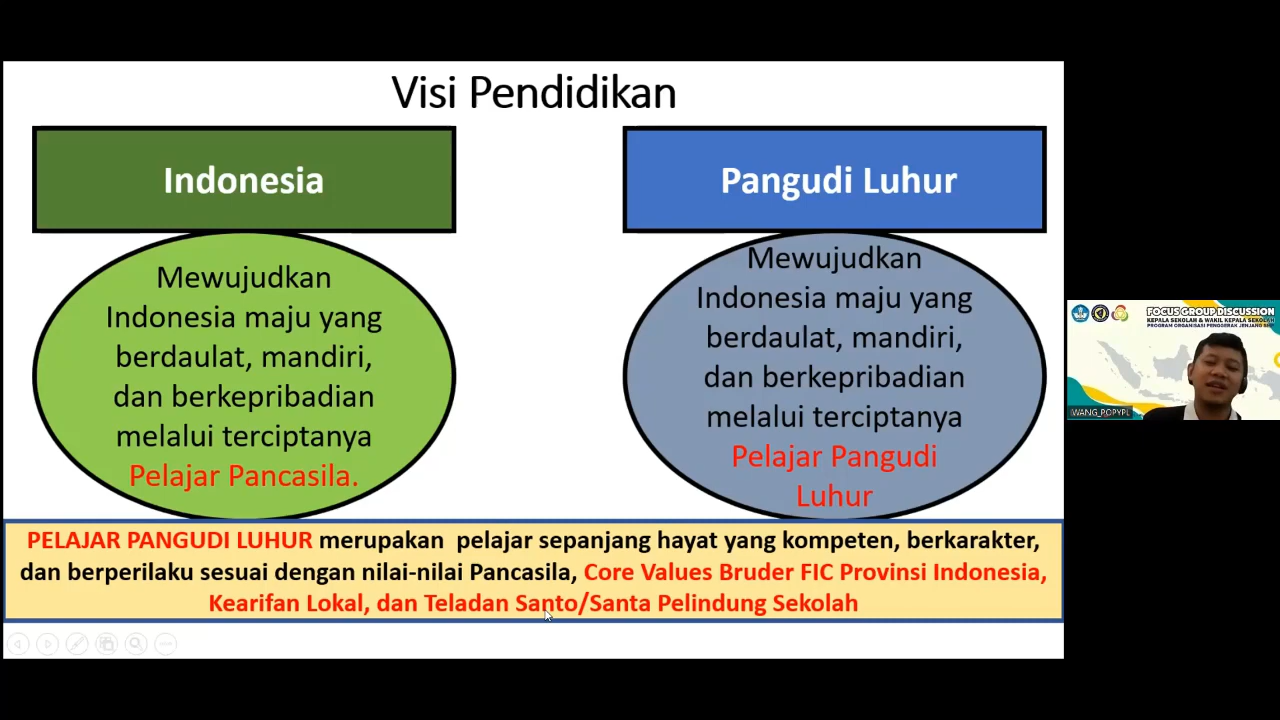 Visi Pendidikan
Indonesia
Mewujudkan
Indonesia maju yang
berdaulat, mandiri,
dan berkepribadian
melalui terciptanya
Pelajar Pancasila.
Pangudi Luhur
Mewujudkan
Indonesia maju yang
berdaulat, mandiri,
dan berkepribadian
melalui terciptanya
Pelajar Pangudi
Luhur
PELAJAR PANGUDI LUHUR merupakan pelajar sepanjang hayat yang kompeten, berkarakter,
dan berperilaku sesuai dengan nilai-nilai Pancasila, Core Values Bruder FIC Provinsi Indonesia,
Kearifan Lokal, dan Teladan Santo/Santa Pelindung Sekolah
FOCUS GROUP DISCUSSION
KEPALA SEKOLAH & WAKIL KEPALA SEKOLAH
PROGRAM ORGANISASI PENGGERAK JENJANG SMP
WANG_POPYPL